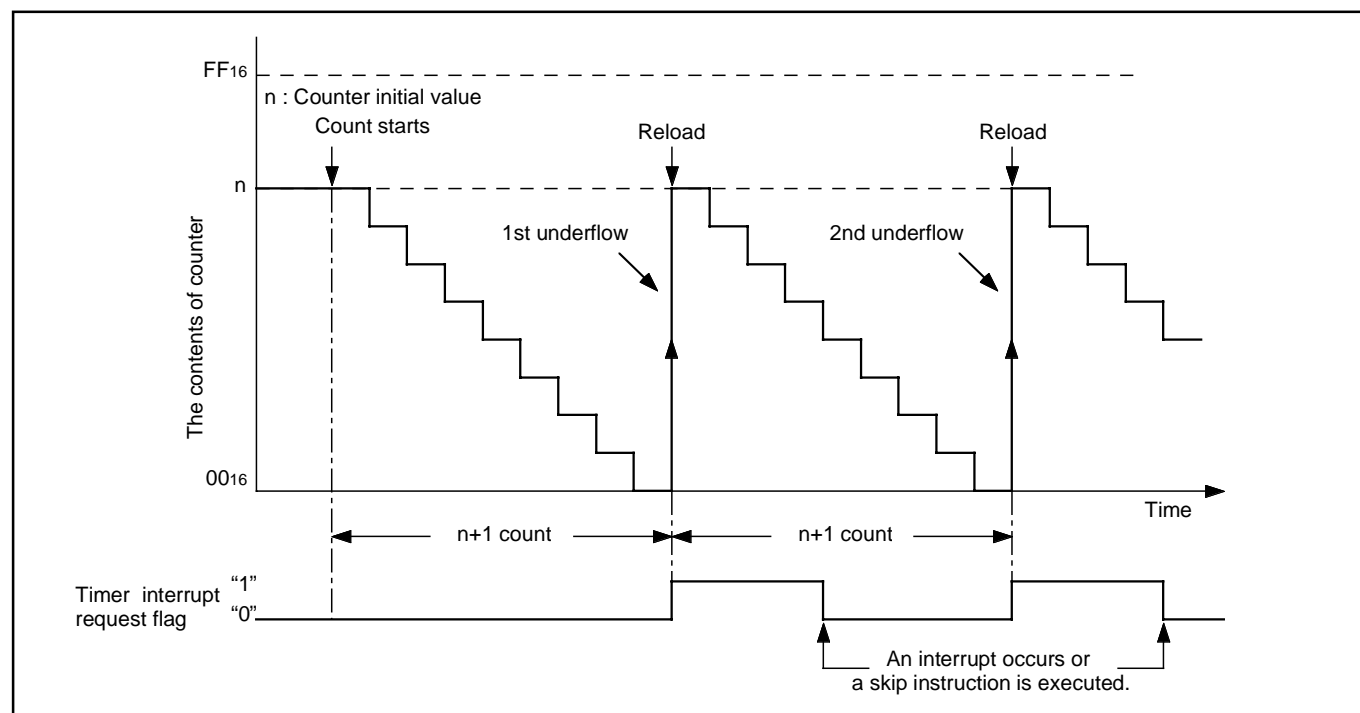 FF16
n : Counter initial value
Count starts
Reload
Reload
n
1st underflow
2nd underflow
The contents of counter
0016
Time
n+1 count
n+1 count
Timer interrupt
request flag
“1”
“0”
An interrupt occurs or
a skip instruction is executed.